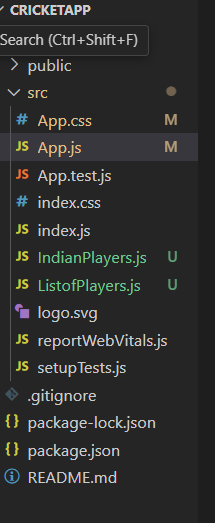 CRICKETAPP
Search (Ctrl+Shift+F)
public
src
# App.css M
JS App.js M
JS App.test.js
# index.css
JS index.js
JS IndianPlayers.js U
JS ListofPlayers.js U
logo.svg
JS reportWebVitals.js
JS setupTests.js
.gitignore
{} package-lock.json
{} package.json
README.md